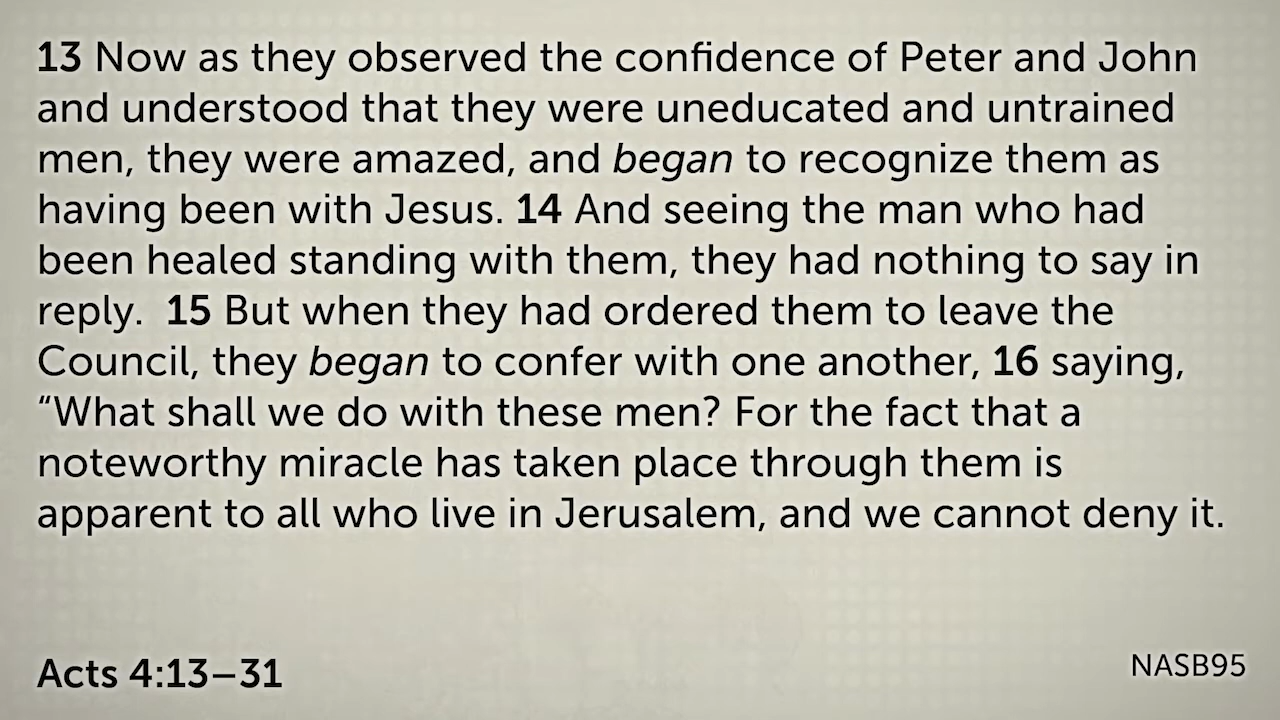 13 Now as they observed the confidence of Peter and John
and understood that they were uneducated and untrained
men, they were amazed, and began to recognize them as
having been with Jesus. 14 And seeing the man who had
been healed standing with them, they had nothing to say in
reply.  15 But when they had ordered them to leave the
Council, they began to confer with one another, 16 saying,
“What shall we do with these men? For the fact that a
noteworthy miracle has taken place through them is
apparent to all who live in Jerusalem, and we cannot deny it.
Acts 4:13–31
NASB95